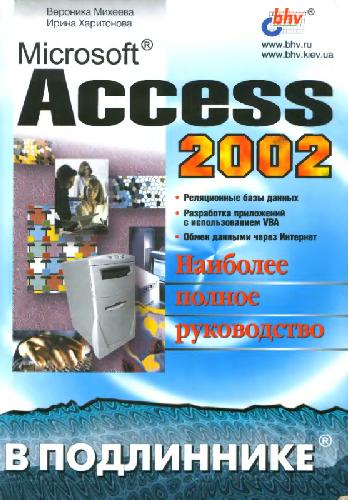 Вероника Михеева
Ирина Харитонова
bhv®
www.bhv.ru
www.bhv.kiev.ua
Microsoft®
Access
2002
• Реляционные базы данных
• Разработка приложений
с использованием VBA
• Обмен данными через Интернет
Наиболее
полное
руководство
В ПОДЛИННИКЕ®